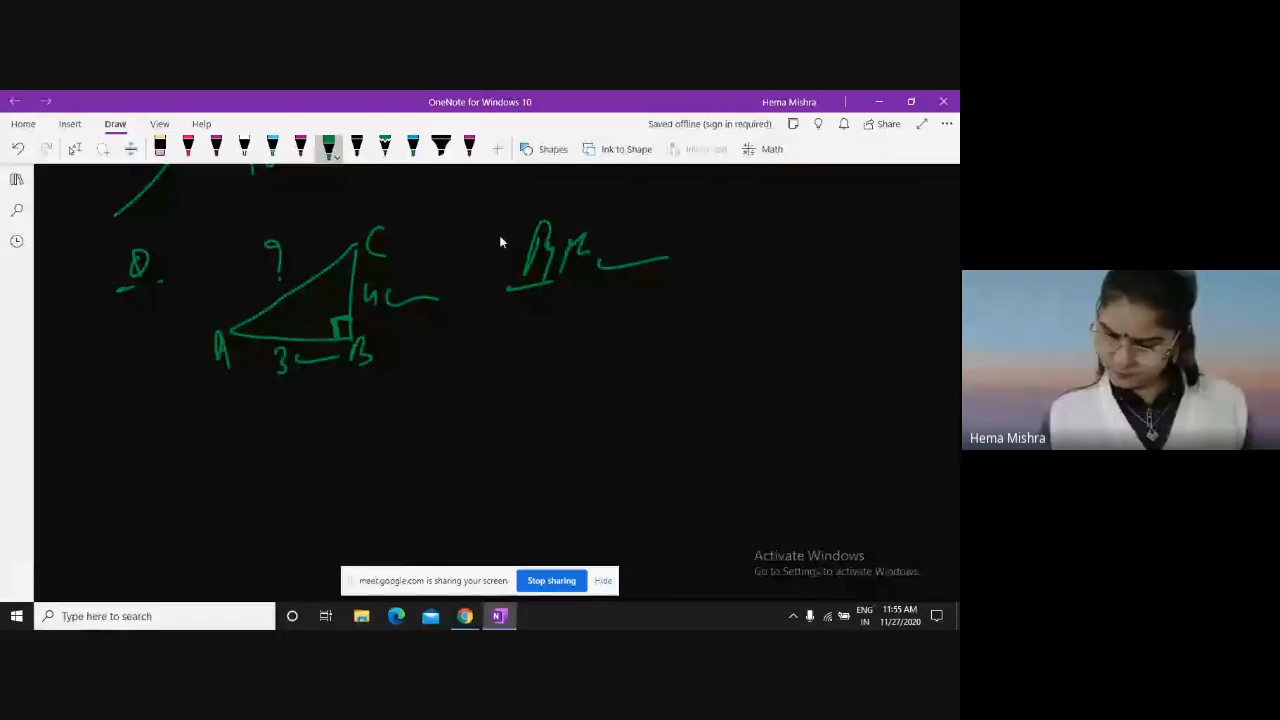 OneNote for Windows 10
Hema Mishra
Home Insert Draw View Help
Saved offline (sign in required)
Share
Shapes
Ink to Shape
Math
Q.
?
C
4
A
3
B
Hema Mishra
Activate Windows
Go to Settings to activate Windows.
meet.google.com is sharing your screen.
Stop sharing
Hide
Type here to search
ENG
IN
11:55 AM
11/27/2020